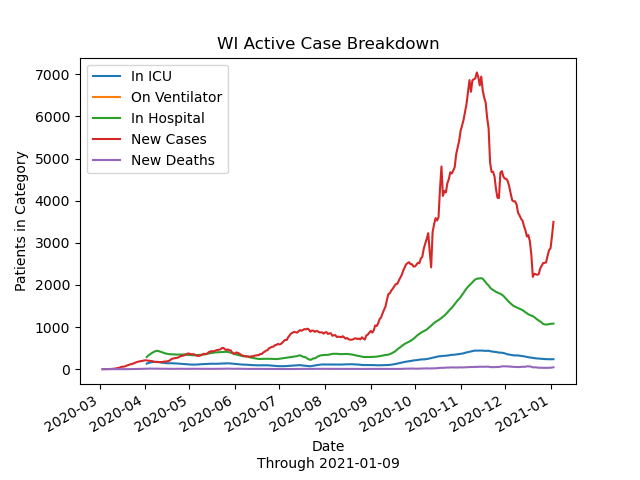 WI Active Case Breakdown
In ICU
On Ventilator
In Hospital
New Cases
New Deaths
Patients in Category
7000
6000
5000
4000
3000
2000
1000
0
2020-03
2020-04
2020-05
2020-06
2020-07
2020-08
2020-09
2020-10
2020-11
2020-12
2021-01
Date
Through 2021-01-09